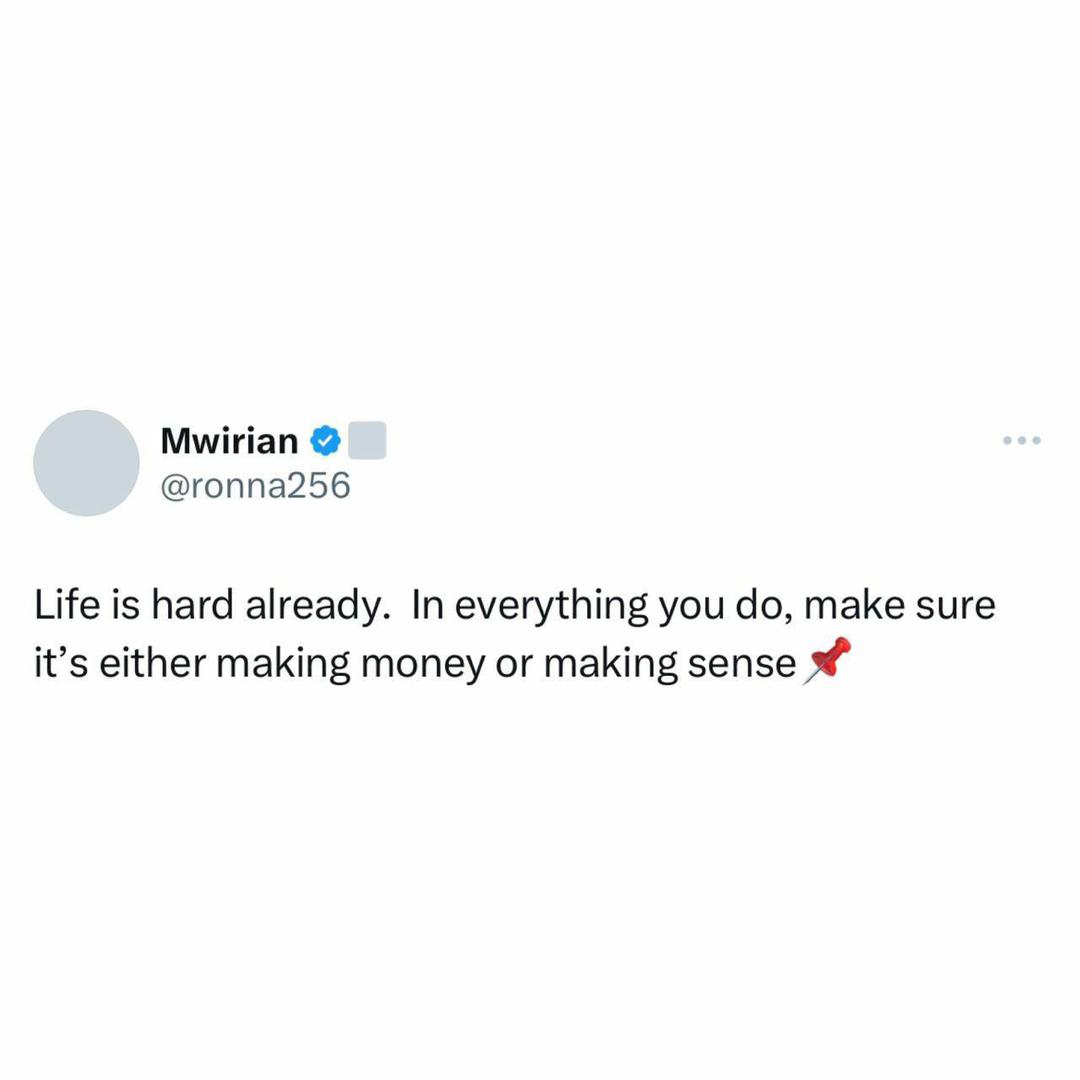 Mwirian
@ronna256
Life is hard already.  In everything you do, make sure
it’s either making money or making sense 📌